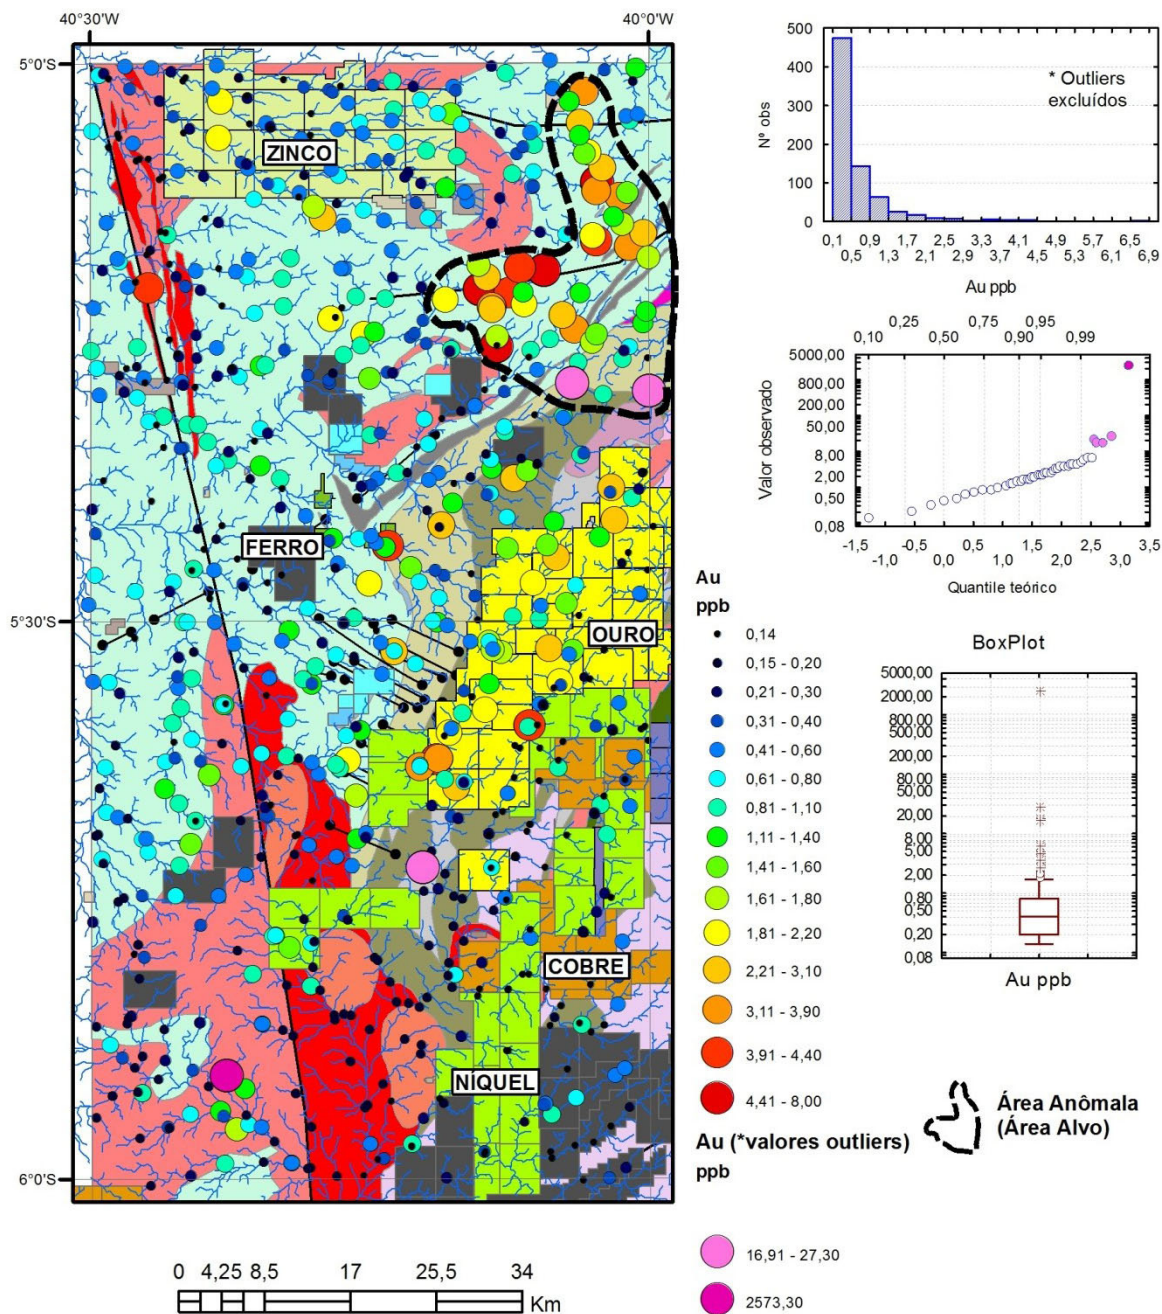 40°30'W
40°0'W
5°0'S
5°30'S
6°0'S
ZINCO
FERRO
OURO
COBRE
NÍQUEL
0 4,25 8,5 17 25,5 34
Km
500
400
300
200
100
0
Nº obs
* Outliers
excluídos
0,1 0,9 1,7 2,5 3,3 4,1 4,9 5,7 6,5
0,5 1,3 2,1 2,9 3,7 4,5 5,3 6,1 6,9
Au ppb
0,10 0,25 0,50 0,75 0,90 0,95 0,99
5000,00
800,00
200,00
50,00
8,00
2,00
0,50
0,08
Valor observado
-1,5 -0,5 0,5 1,5 2,5 3,5
-1,0 0,0 1,0 2,0 3,0
Quantile teórico
Au
ppb
0,14
0,15 - 0,20
0,21 - 0,30
0,31 - 0,40
0,41 - 0,60
0,61 - 0,80
0,81 - 1,10
1,11 - 1,40
1,41 - 1,60
1,61 - 1,80
1,81 - 2,20
2,21 - 3,10
3,11 - 3,90
3,91 - 4,40
4,41 - 8,00
Au (*valores outliers)
ppb
16,91 - 27,30
2573,30
BoxPlot
5000,00
2000,00
800,00
500,00
200,00
80,00
50,00
20,00
8,00
5,00
2,00
0,80
0,50
0,20
0,08
Au ppb
Área Anômala
(Área Alvo)